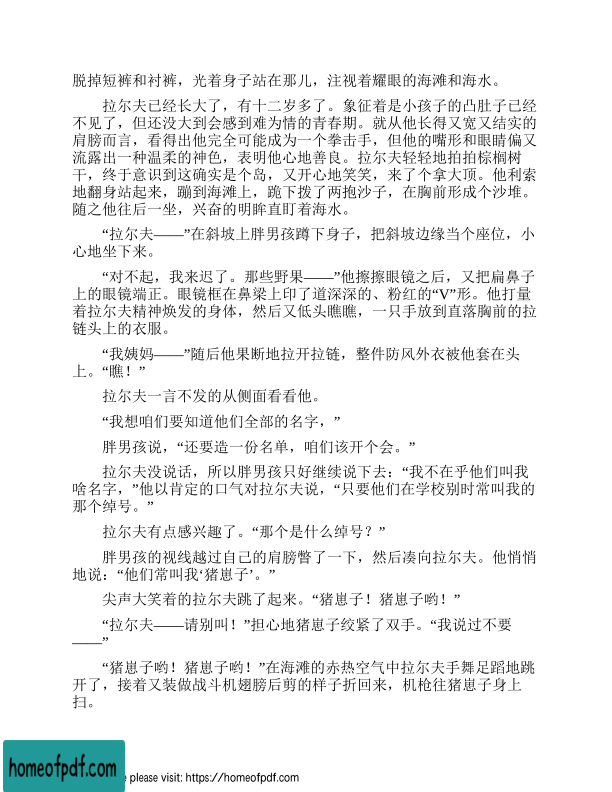 脱掉短裤和衬裤，光着身子站在那儿，注视着耀眼的海滩和海水。
拉尔夫已经长大了，有十二岁多了。象征着是小孩子的凸肚子已经
不见了，但还没大到会感到难为情的青春期。就从他长得又宽又结实的
肩膀而言，看得出他完全可能成为一个拳击手，但他的嘴形和眼睛偏又
流露出一种温柔的神色，表明他心地善良。拉尔夫轻轻地拍拍棕榈树
干，终于意识到这确实是个岛，又开心地笑笑，来了个拿大顶。他利索
地翻身站起来，蹦到海滩上，跪下拨了两抱沙子，在胸前形成个沙堆。
随之他往后一坐，兴奋的明眸直盯着海水。
“拉尔夫——”在斜坡上胖男孩蹲下身子，把斜坡边缘当个座位，小
心地坐下来。
“对不起，我来迟了。那些野果——”他擦擦眼镜之后，又把扁鼻子
上的眼镜端正。眼镜框在鼻梁上印了道深深的、粉红的“V”形。他打量
着拉尔夫精神焕发的身体，然后又低头瞧瞧，一只手放到直落胸前的拉
链头上的衣服。
“我姨妈——”随后他果断地拉开拉链，整件防风外衣被他套在头
上。“瞧！”
拉尔夫一言不发的从侧面看看他。
“我想咱们要知道他们全部的名字，”
胖男孩说，“还要造一份名单，咱们该开个会。”
拉尔夫没说话，所以胖男孩只好继续说下去：“我不在乎他们叫我
啥名字，”他以肯定的口气对拉尔夫说，“只要他们在学校别时常叫我的
那个绰号。”
拉尔夫有点感兴趣了。“那个是什么绰号？”
胖男孩的视线越过自己的肩膀瞥了一下，然后凑向拉尔夫。他悄悄
地说：“他们常叫我‘猪崽子’。”
尖声大笑着的拉尔夫跳了起来。“猪崽子！猪崽子哟！”
“拉尔夫——请别叫！”担心地猪崽子绞紧了双手。“我说过不要
——”
“猪崽子哟！猪崽子哟！”在海滩的赤热空气中拉尔夫手舞足蹈地跳
开了，接着又装做战斗机翅膀后剪的样子折回来，机枪往猪崽子身上
扫。
homeofpdf.com
please visit: https://homeofpdf.com